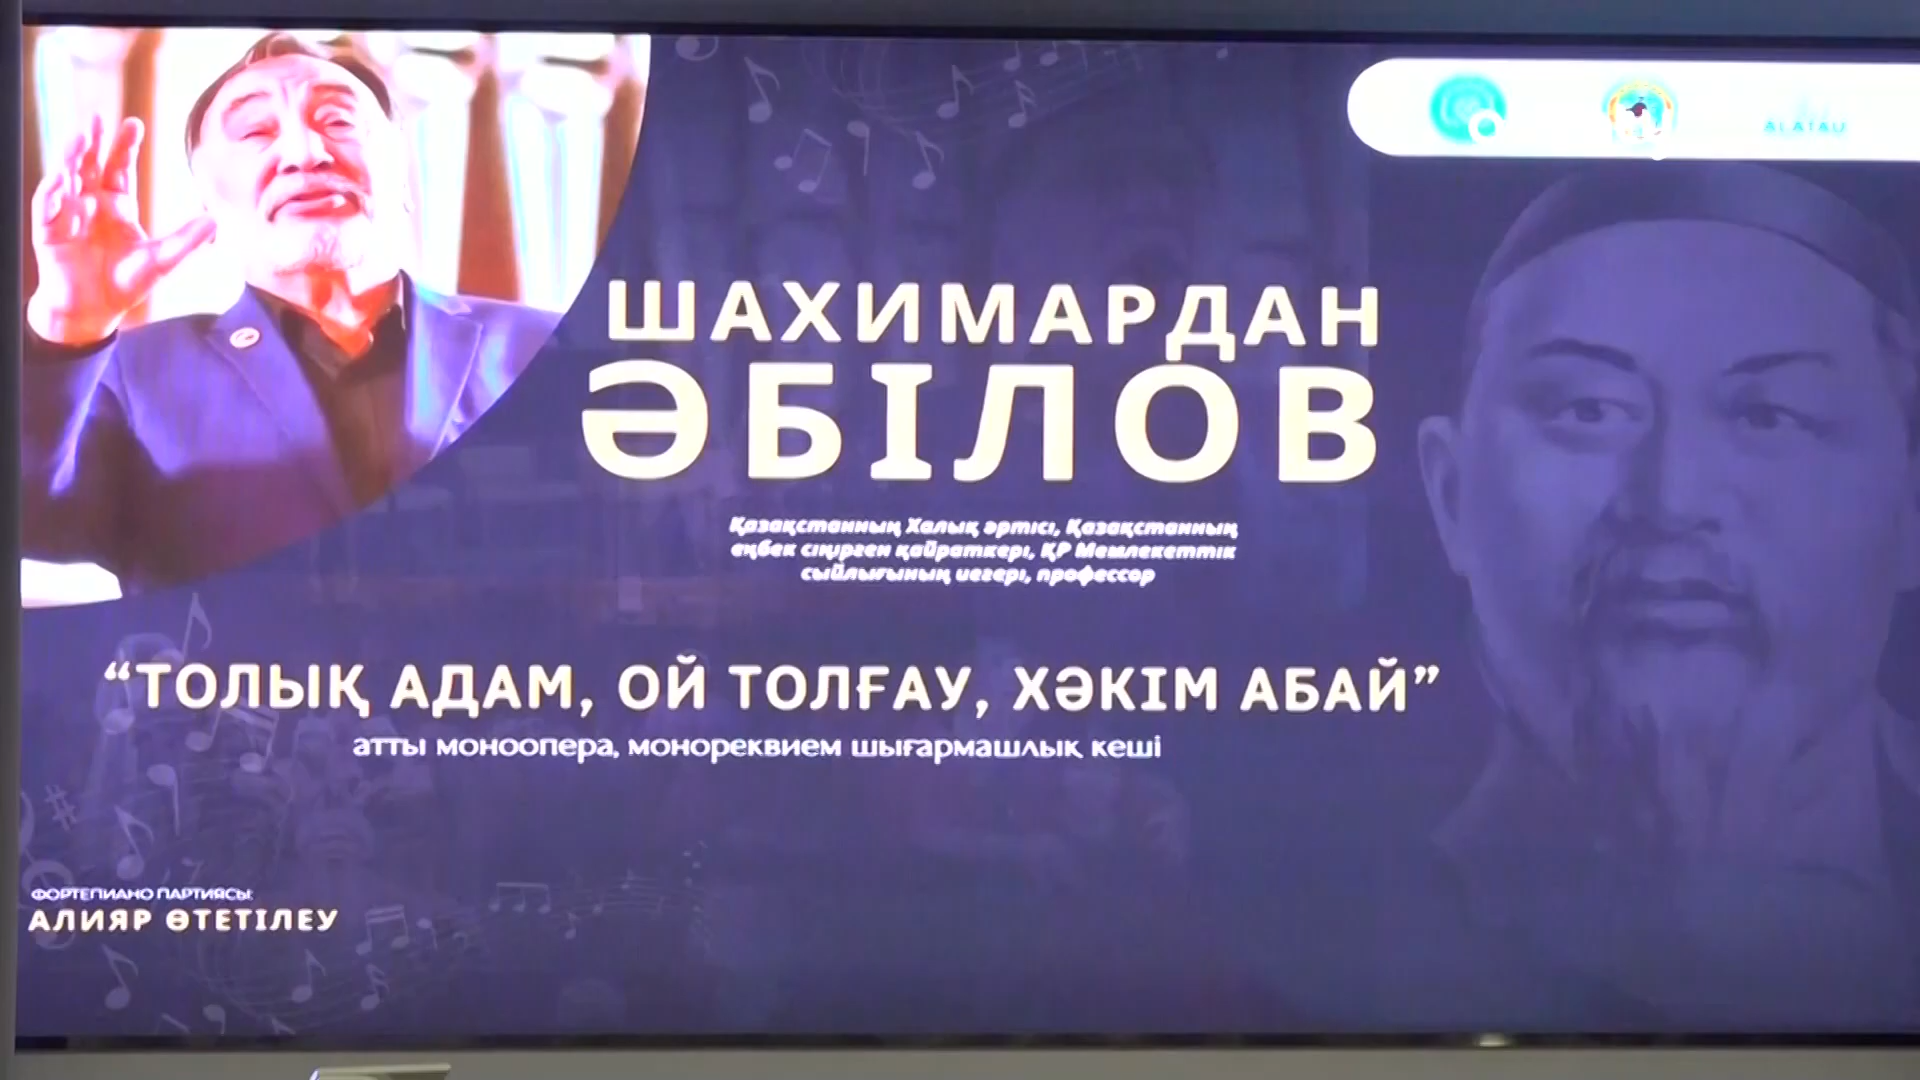 ALATAU
ШАХИМАРДАН
ӘБІЛОВ
Қазақстанның Халық әртісі, Қазақстанның
еңбек сіңірген қайраткері, ҚР Мемлекеттік
сыйлығының иегері, профессор
“ТОЛЫҚ АДАМ, ОЙ ТОЛҒАУ, ХӘКІМ АБАЙ”
атты моноопера, монореквием шығармашлық кеші
ФОРТЕПИАНО ПАРТИЯСЫ:
АЛИЯР ӨТЕТІЛЕУ